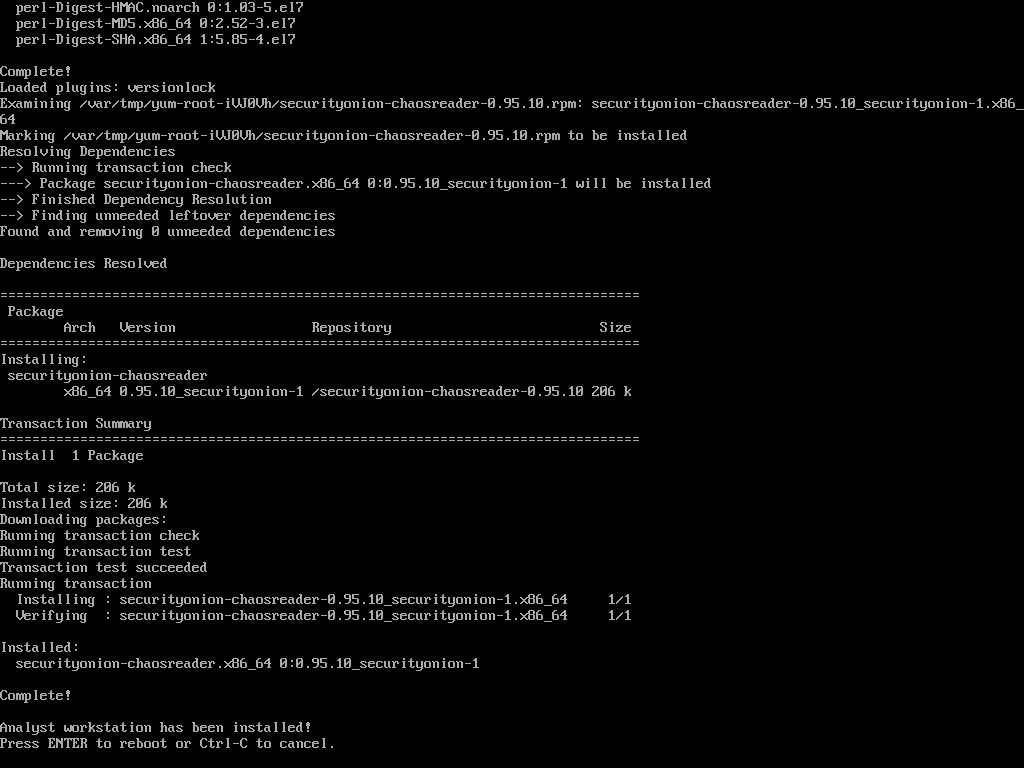 perl-Digest-HMAC.noarch 0:1.03-5.el7
  perl-Digest-MD5.x86_64 0:2.52-3.el7
  perl-Digest-SHA.x86_64 1:5.85-4.el7

Complete!
Loaded plugins: versionlock
Examining /var/tmp/yum-root-iVJ0Vh/securityonion-chaosreader-0.95.10.rpm: securityonion-chaosreader-0.95.10_securityonion-1.x86_
64
Marking /var/tmp/yum-root-iVJ0Vh/securityonion-chaosreader-0.95.10.rpm to be installed
Resolving Dependencies
--> Running transaction check
---> Package securityonion-chaosreader.x86_64 0:0.95.10_securityonion-1 will be installed
--> Finished Dependency Resolution
--> Finding unneeded leftover dependencies
Found and removing 0 unneeded dependencies

Dependencies Resolved

================================================================================
 Package
        Arch   Version                 Repository                          Size
================================================================================
Installing:
 securityonion-chaosreader
        x86_64 0.95.10_securityonion-1 /securityonion-chaosreader-0.95.10 206 k

Transaction Summary
================================================================================
Install  1 Package

Total size: 206 k
Installed size: 206 k
Downloading packages:
Running transaction check
Running transaction test
Transaction test succeeded
Running transaction
  Installing : securityonion-chaosreader-0.95.10_securityonion-1.x86_64     1/1
  Verifying  : securityonion-chaosreader-0.95.10_securityonion-1.x86_64     1/1

Installed:
  securityonion-chaosreader.x86_64 0:0.95.10_securityonion-1

Complete!

Analyst workstation has been installed!
Press ENTER to reboot or Ctrl-C to cancel.